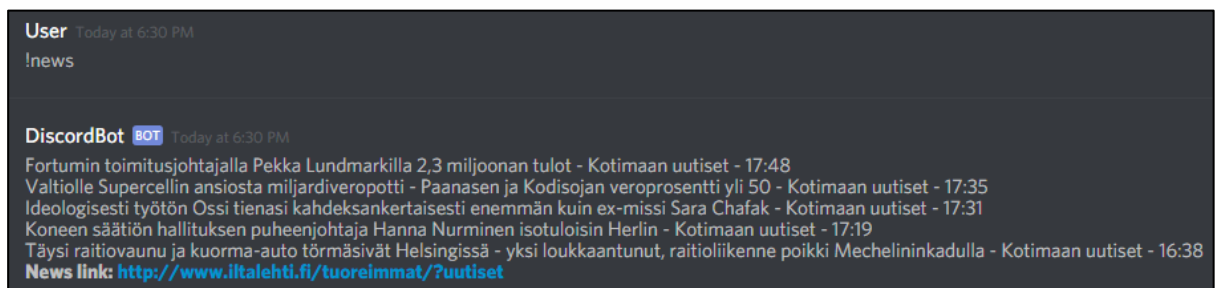 User Today at 6:30 PM
!news
DiscordBot BOT Today at 6:30 PM
Fortumin toimitusjohtajalla Pekka Lundmarkilla 2,3 miljoonan tulot - Kotimaan uutiset - 17:48
Valtiolle Supercellin ansiosta miljardiveropotti - Paanasen ja Kodisojan veroprosentti yli 50 - Kotimaan uutiset - 17:35
Ideologisesti työtön Ossi tienasi kahdeksankertaisesti enemmän kuin ex-missi Sara Chafak - Kotimaan uutiset - 17:31
Koneen säätiön hallituksen puheenjohtaja Hanna Nurminen isotuloisin Herlin - Kotimaan uutiset - 17:19
Täysi raitiovaunu ja kuorma-auto törmäsivät Helsingissä - yksi loukkaantunut, raitioliikenne poikki Mechelininkadulla - Kotimaan uutiset - 16:38
News link: http://www.iltalehti.fi/tuoreimmat/?uutiset